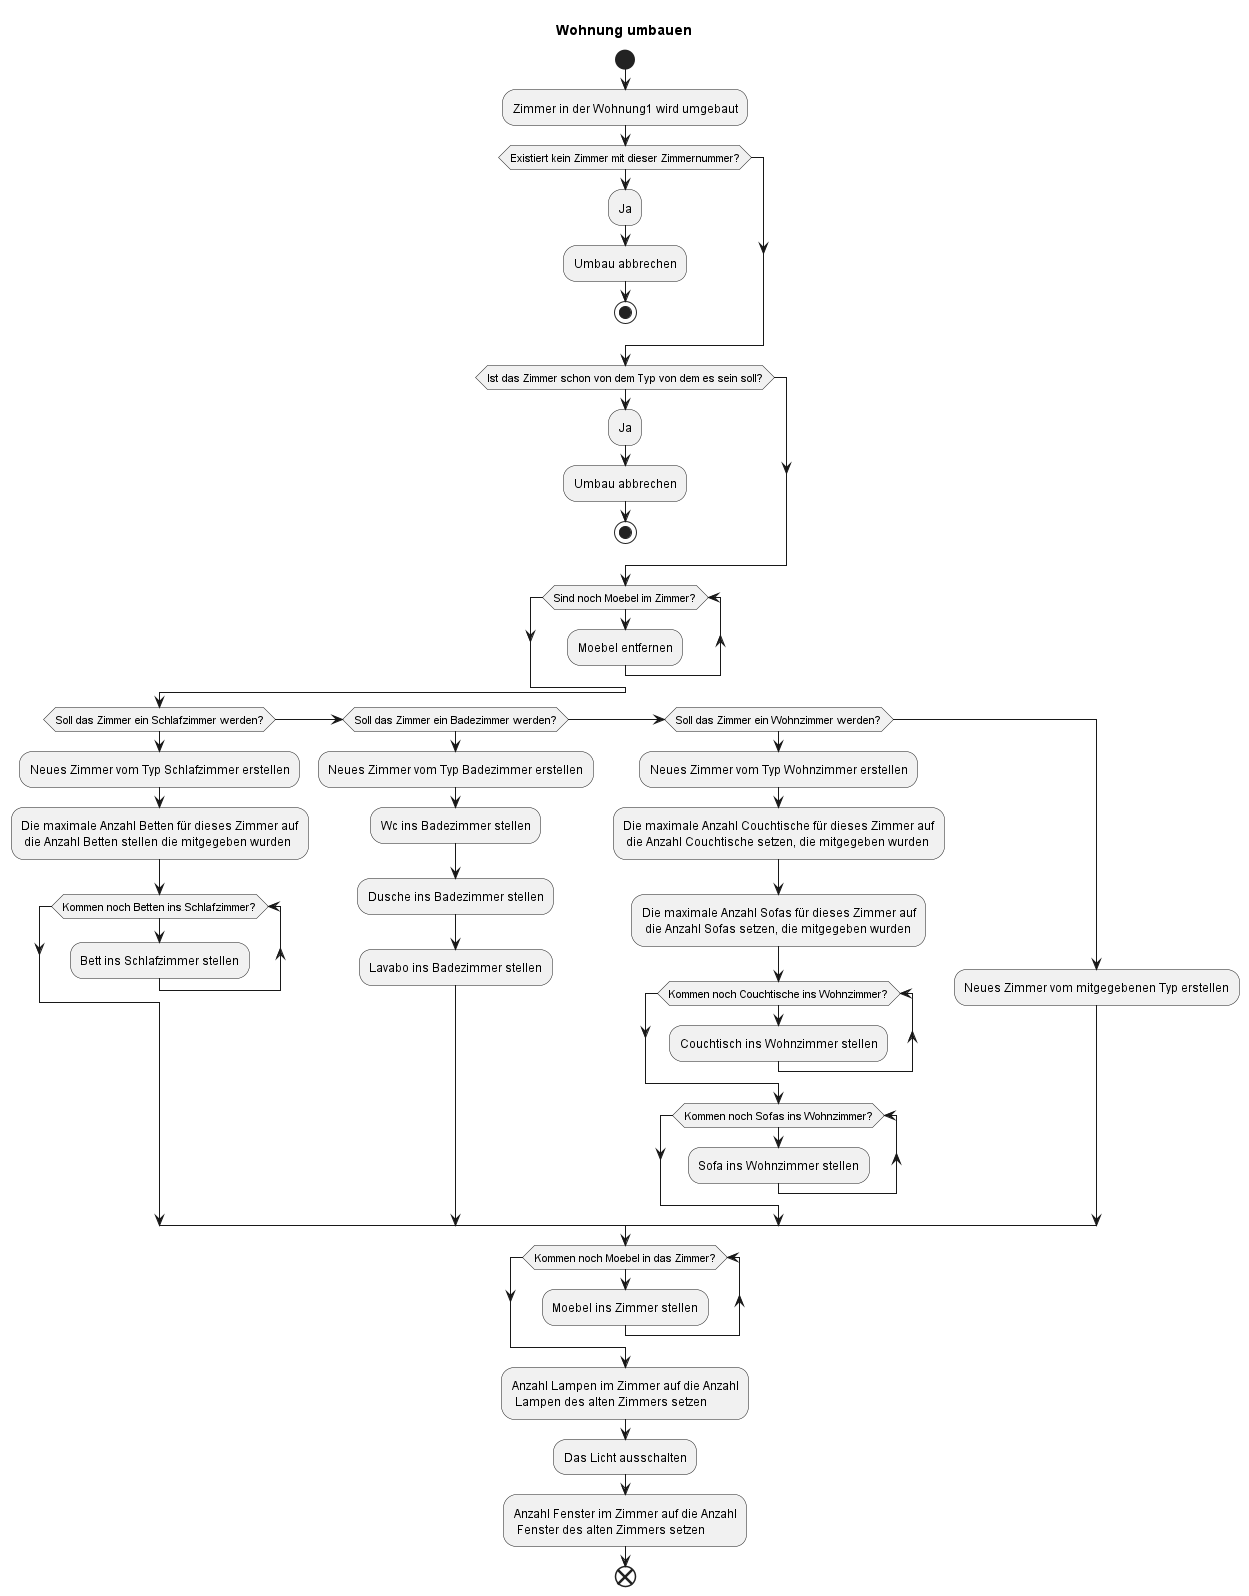 Wohnung umbauen
Zimmer in der Wohnung1 wird umgebaut
Existiert kein Zimmer mit dieser Zimmernummer?
Ja
Umbau abbrechen
Ist das Zimmer schon von dem Typ von dem es sein soll?
Ja
Umbau abbrechen
Sind noch Moebel im Zimmer?
Moebel entfernen
Soll das Zimmer ein Schlafzimmer werden?
Neues Zimmer vom Typ Schlafzimmer erstellen
Die maximale Anzahl Betten für dieses Zimmer auf
die Anzahl Betten stellen die mitgegeben wurden
Kommen noch Betten ins Schlafzimmer?
Bett ins Schlafzimmer stellen
Soll das Zimmer ein Badezimmer werden?
Neues Zimmer vom Typ Badezimmer erstellen
Wc ins Badezimmer stellen
Dusche ins Badezimmer stellen
Lavabo ins Badezimmer stellen
Soll das Zimmer ein Wohnzimmer werden?
Neues Zimmer vom Typ Wohnzimmer erstellen
Die maximale Anzahl Couchtische für dieses Zimmer auf
die Anzahl Couchtische setzen, die mitgegeben wurden
Die maximale Anzahl Sofas für dieses Zimmer auf
die Anzahl Sofas setzen, die mitgegeben wurden
Kommen noch Couchtische ins Wohnzimmer?
Couchtisch ins Wohnzimmer stellen
Kommen noch Sofas ins Wohnzimmer?
Sofa ins Wohnzimmer stellen
Neues Zimmer vom mitgegebenen Typ erstellen
Kommen noch Moebel in das Zimmer?
Moebel ins Zimmer stellen
Anzahl Lampen im Zimmer auf die Anzahl
Lampen des alten Zimmers setzen
Das Licht ausschalten
Anzahl Fenster im Zimmer auf die Anzahl
Fenster des alten Zimmers setzen